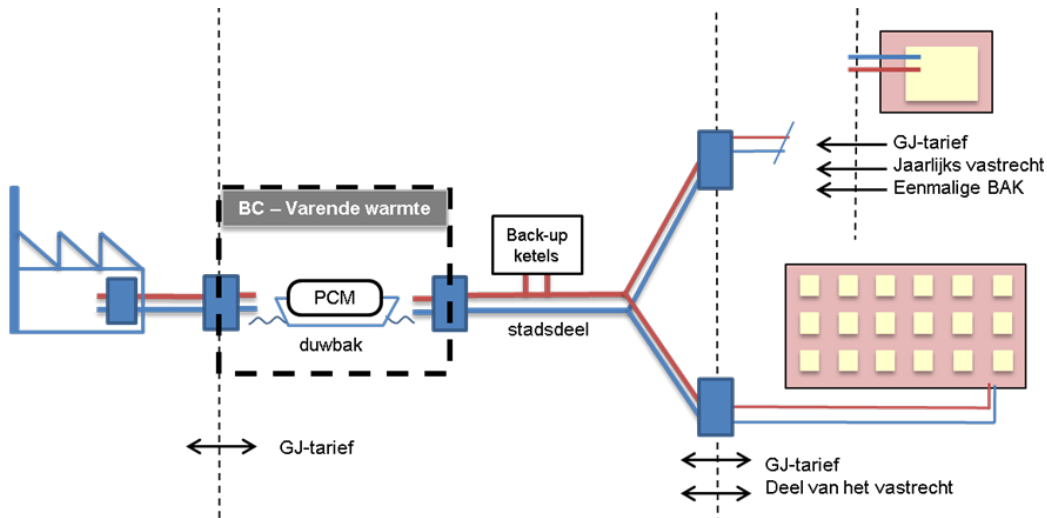 GJ-tarief
Jaarlijks vastrecht
Eenmalige BAK
BC – Varende warmte
Back-up
ketels
PCM
duwbak
stadsdeel
GJ-tarief
GJ-tarief
Deel van het vastrecht